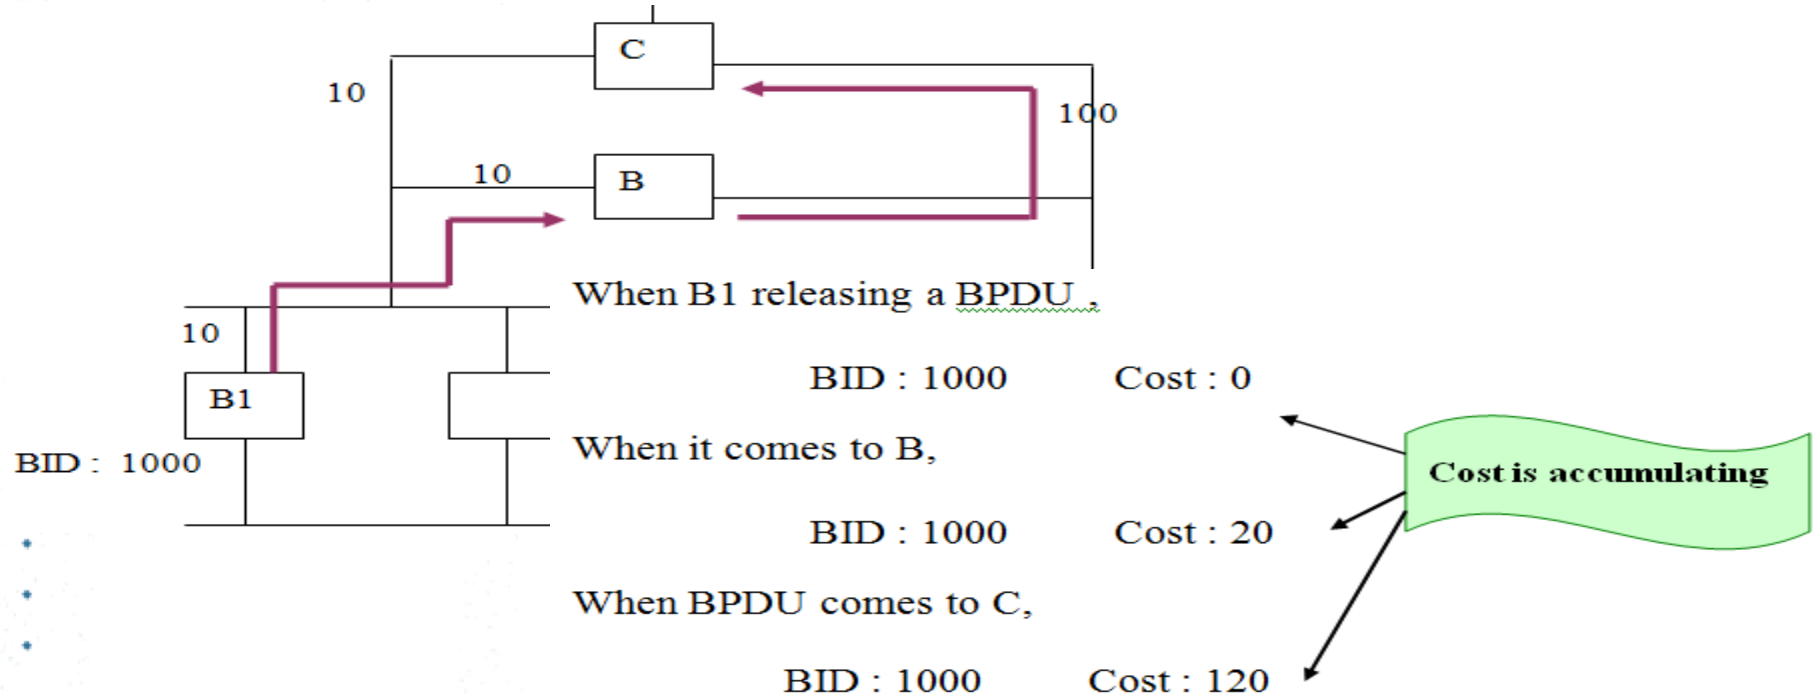 C
10
100
10
B
When B1 releasing a BPDU ,
10
BID : 1000 Cost : 0
B1
When it comes to B,
BID : 1000
Cost is accumulating
BID : 1000 Cost : 20
When BPDU comes to C,
BID : 1000 Cost : 120